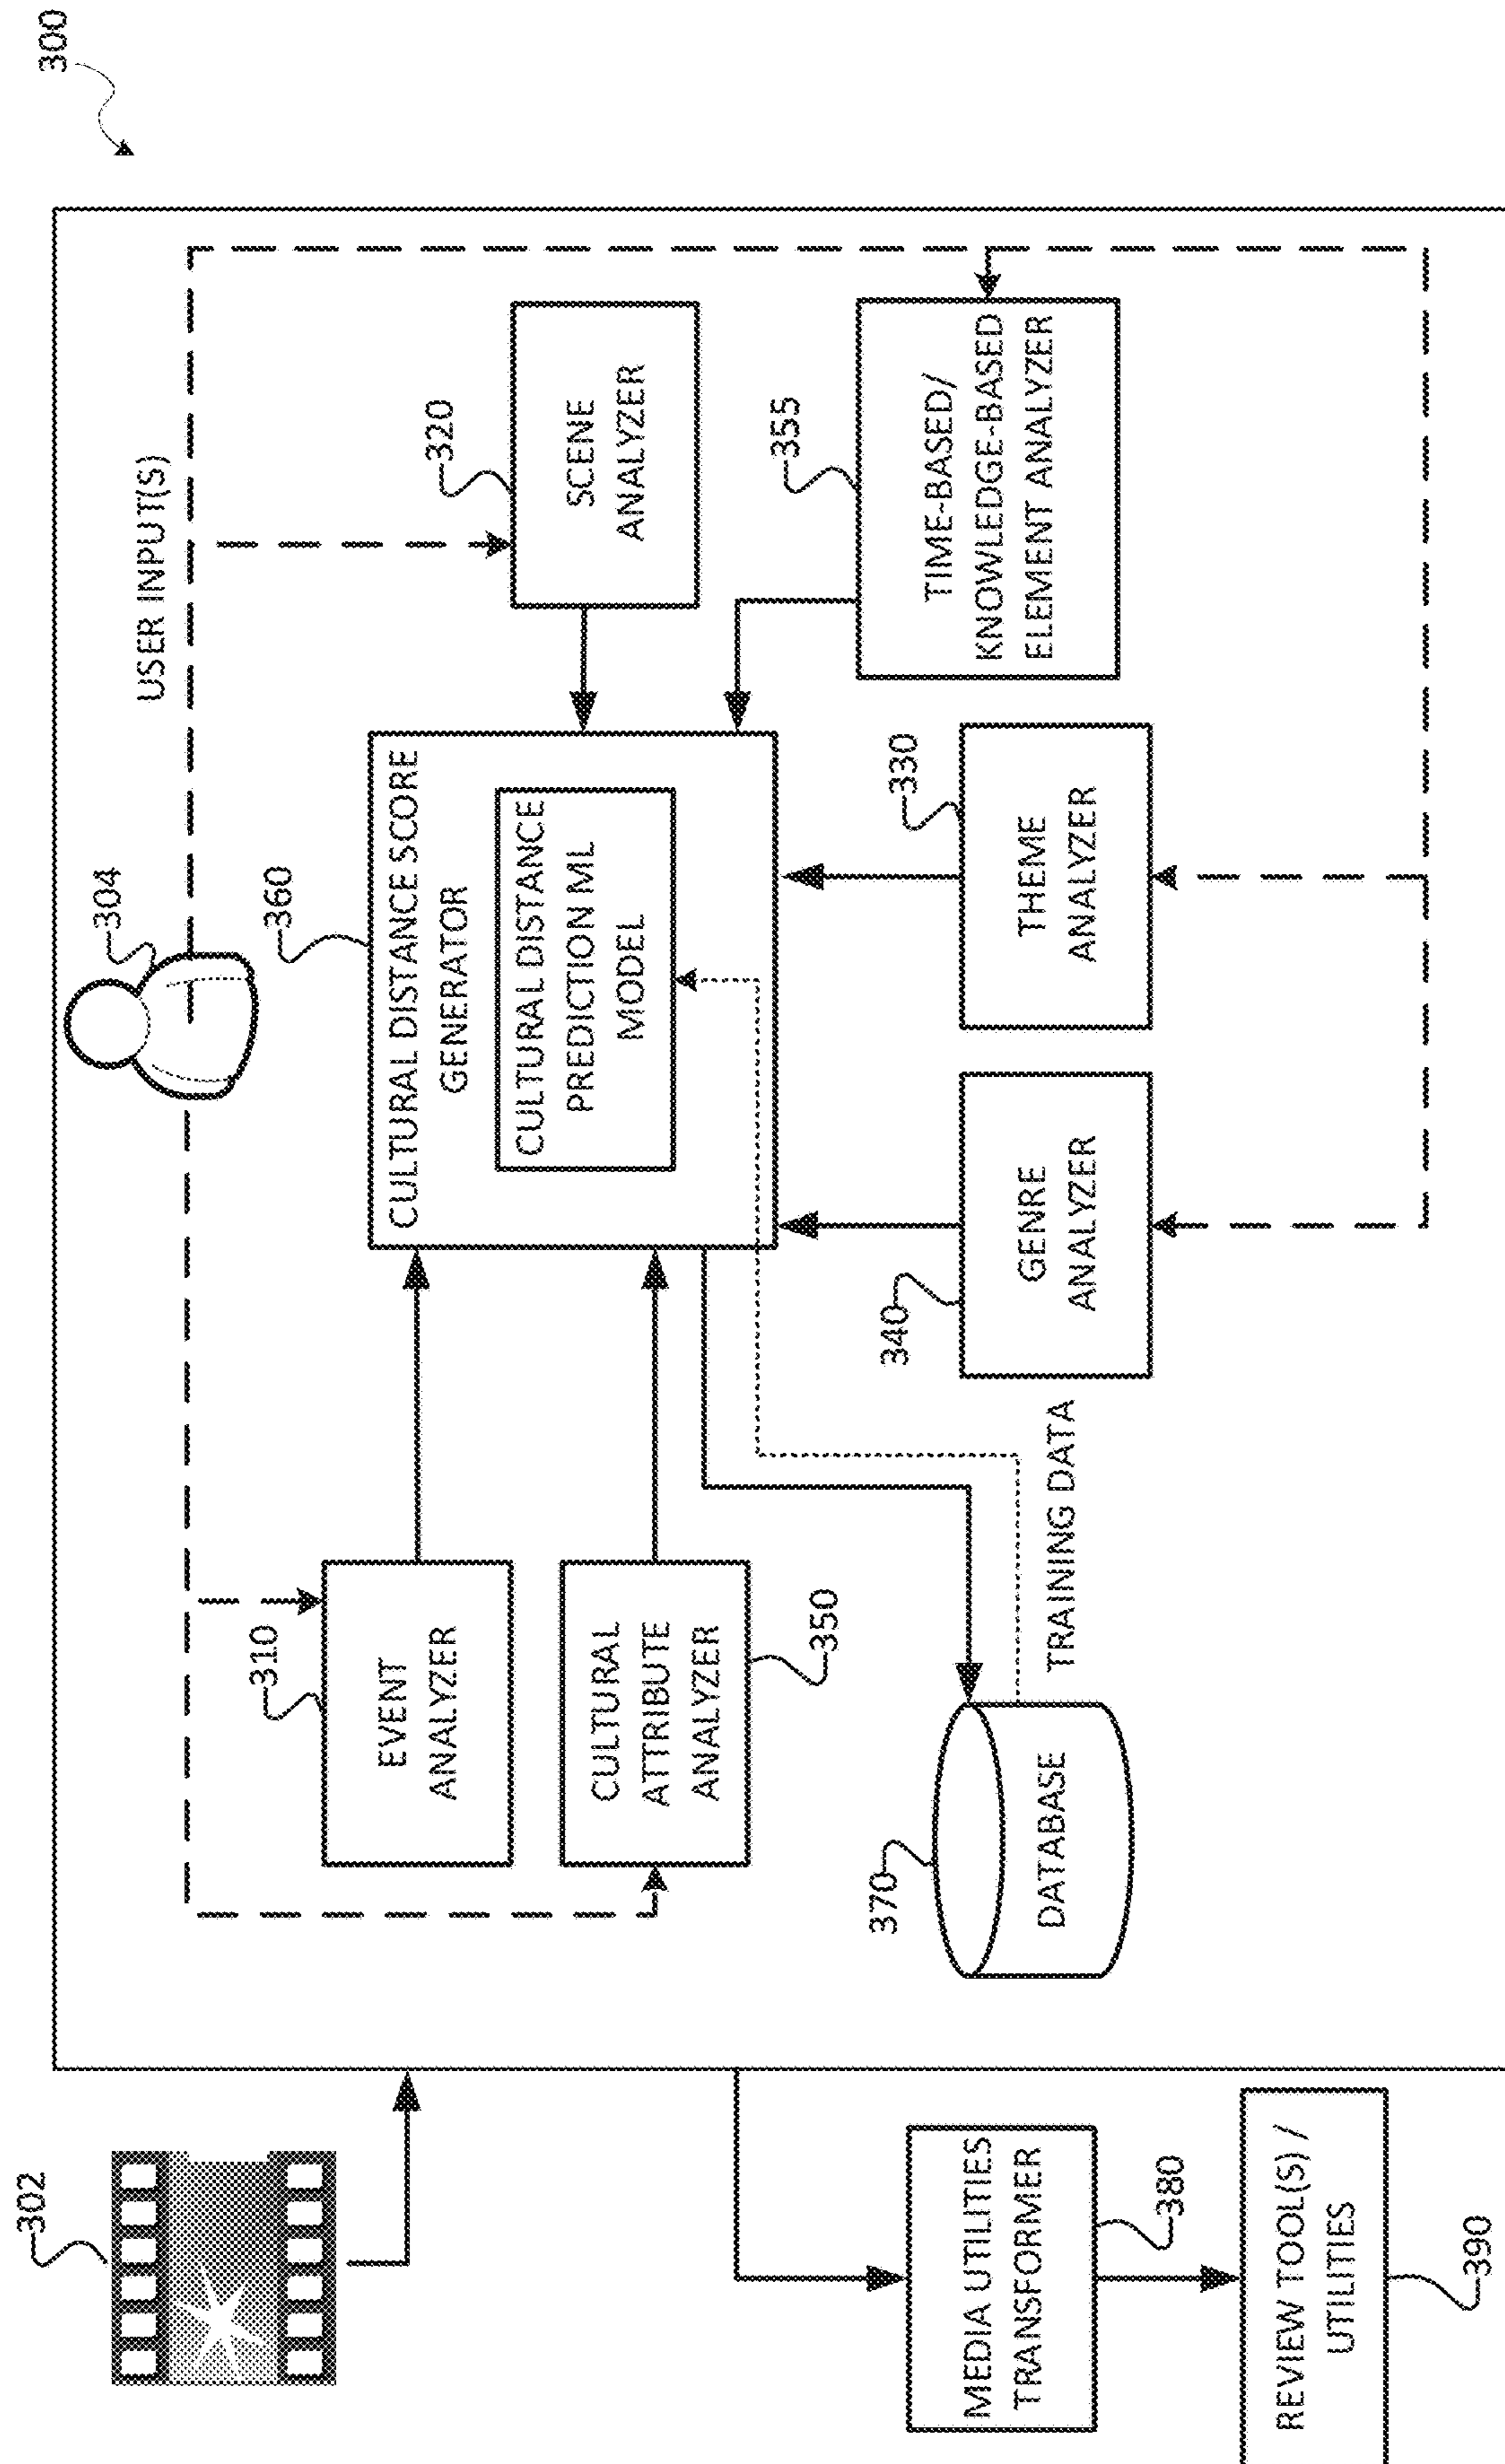 300
302
304
USER INPUT(S)
310
EVENT
ANALYZER
360
CULTURAL DISTANCE SCORE
GENERATOR
CULTURAL DISTANCE
PREDICTION ML
MODEL
320
SCENE
ANALYZER
CULTURAL
ATTRIBUTE
ANALYZER
350
355
TIME-BASED/
KNOWLEDGE-BASED
ELEMENT ANALYZER
370
DATABASE
TRAINING DATA
340
GENRE
ANALYZER
330
THEME
ANALYZER
MEDIA UTILITIES
TRANSFORMER
380
REVIEW TOOL(S) /
UTILITIES
390